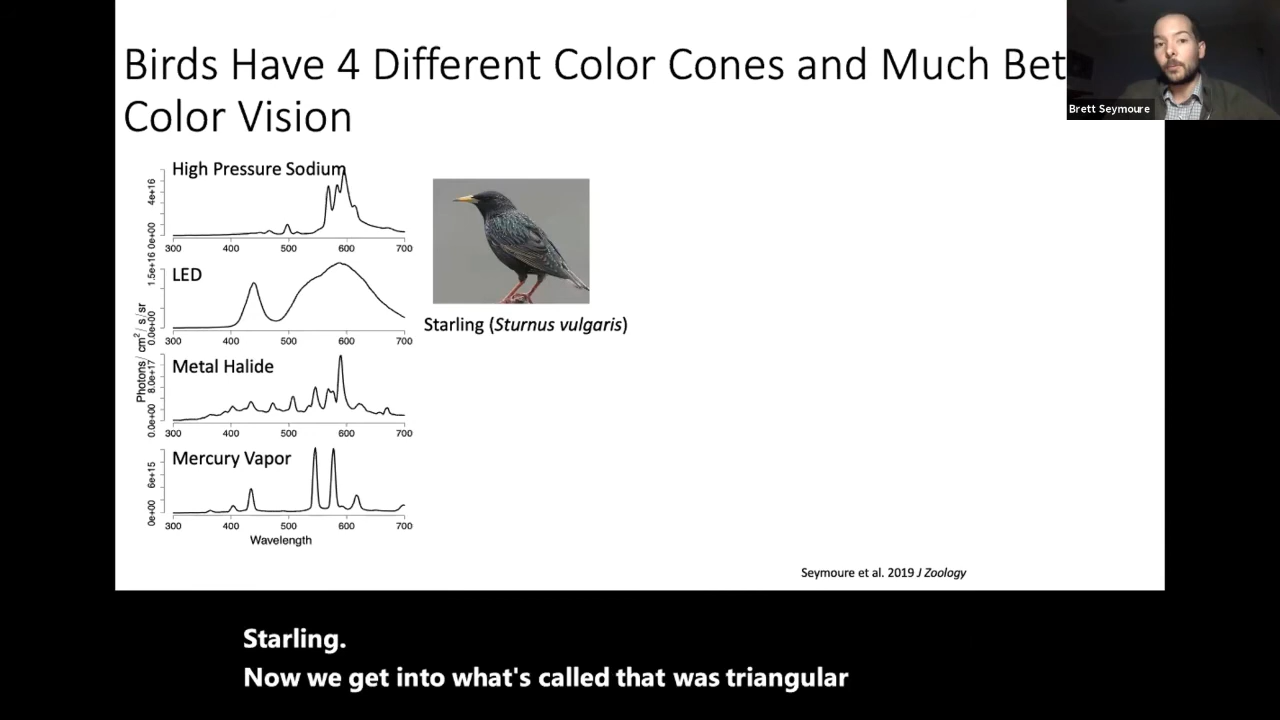 Birds Have 4 Different Color Cones and Much Bet
Color Vision
Brett Seymoure
High Pressure Sodium
0e+00 4e+16
300 400 500 600 700
LED
0.0e+00 1.5e+16
300 400 500 600 700
Photons/ cm²/ s /sr
Metal Halide
0.0e+00 8.0e+17
300 400 500 600 700
Mercury Vapor
0e+00 6e+15
300 400 500 600 700
Wavelength
Starling (Sturnus vulgaris)
Seymoure et al. 2019 J Zoology
Starling.
Now we get into what's called that was triangular